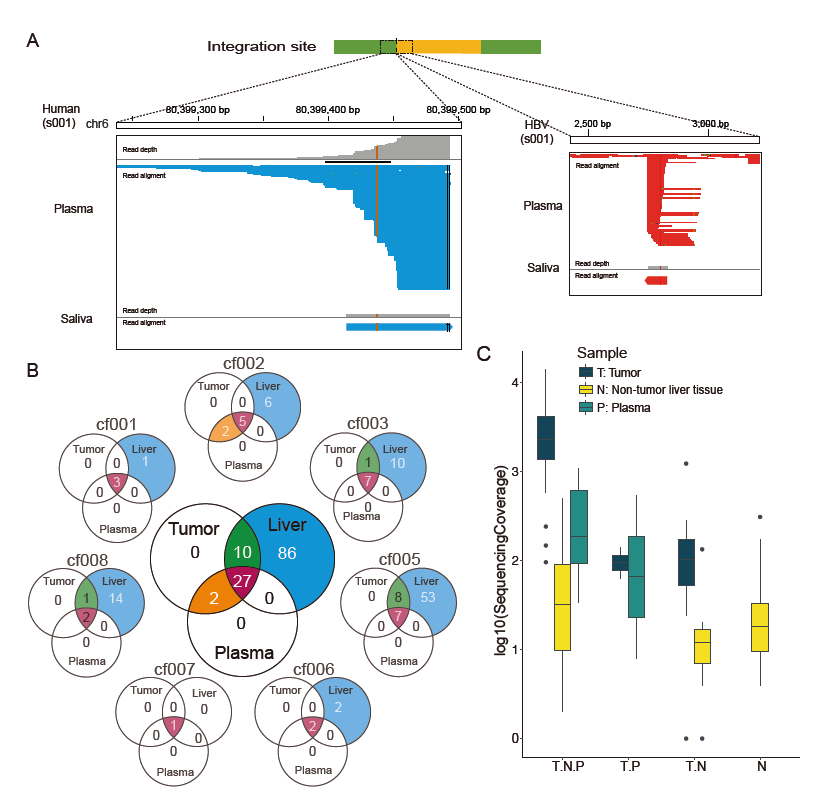 A
Integration site
Human
(s001)
chr6
80,399,300 bp
80,399,400 bp
80,399,500 bp
HBV
(s001)
2,500 bp
3,000 bp
Read depth
Read aligment
Plasma
Read depth
Read aligment
Saliva
Read aligment
Plasma
Read depth
Read aligment
Saliva
B
cf002
Tumor
Liver
0 0 6
2 5 0
0
Plasma
cf001
Tumor
Liver
0 0 1
0 3 0
0
Plasma
cf003
Tumor
Liver
0 1 10
0 7 0
0
Plasma
Tumor
Liver
0 10 86
2 27 0
0
Plasma
cf008
Tumor
Liver
0 1 14
0 2 0
0
Plasma
cf005
Tumor
Liver
0 8 53
0 7 0
0
Plasma
cf007
Tumor
Liver
0 0 0
0 1 0
0
Plasma
cf006
Tumor
Liver
0 0 2
0 2 0
0
Plasma
C
Sample
T: Tumor
N: Non-tumor liver tissue
P: Plasma
log10(SequencingCoverage)
4
3
2
1
0
T.N.P
T.P
T.N
N